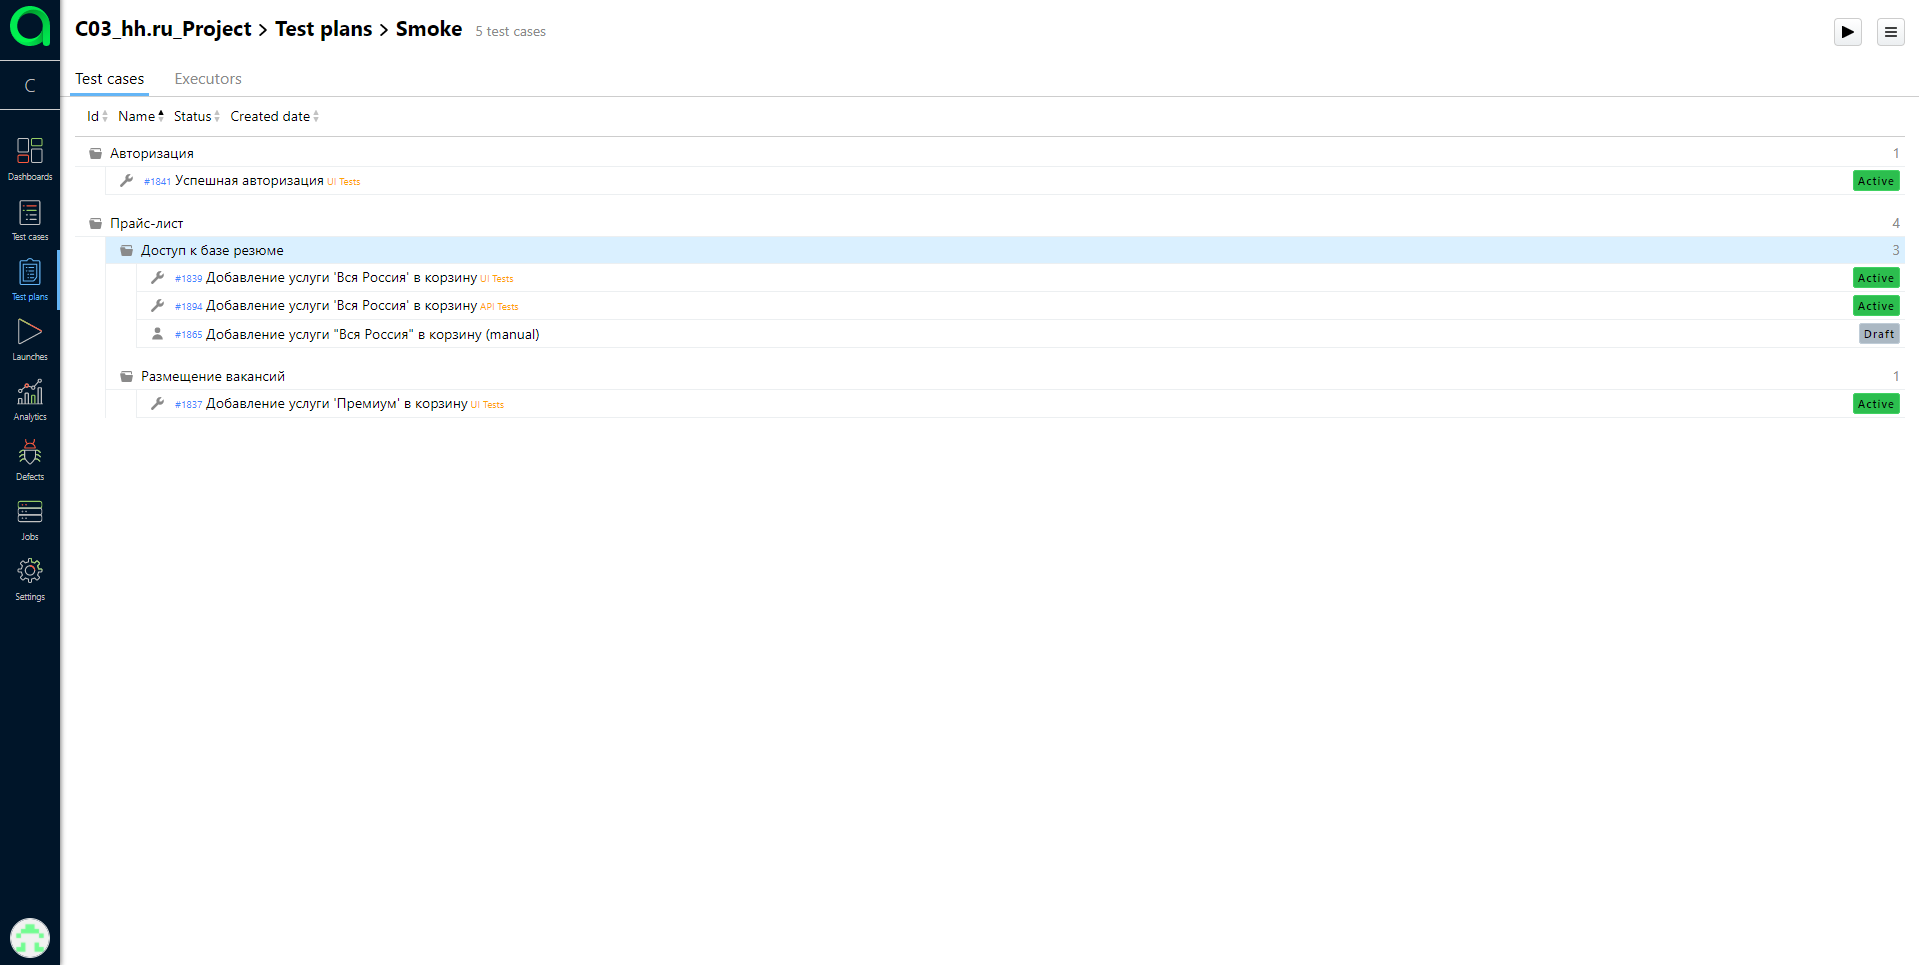 C03_hh.ru_Project > Test plans > Smoke 5 test cases
C
Test cases Executors
Id Name Status Created date
Авторизация 1
#1841 Успешная авторизация UI Tests Active
Прайс-лист 4
Доступ к базе резюме 3
#1839 Добавление услуги 'Вся Россия' в корзину UI Tests Active
#1894 Добавление услуги 'Вся Россия' в корзину API Tests Active
#1865 Добавление услуги "Вся Россия" в корзину (manual) Draft
Размещение вакансий 1
#1837 Добавление услуги 'Премиум' в корзину UI Tests Active
Dashboards
Test cases
Test plans
Launches
Analytics
Defects
Jobs
Settings